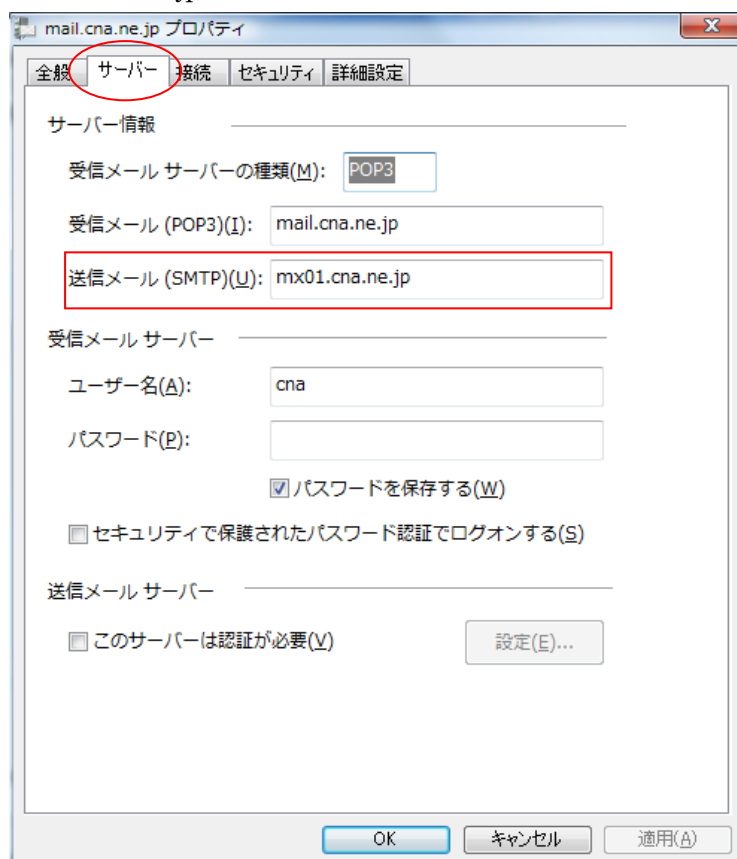 mail.cna.ne.jp プロパティ
全般 サーバー 接続 セキュリティ 詳細設定
サーバー情報
受信メール サーバーの種類(M): POP3
受信メール (POP3)(I): mail.cna.ne.jp
送信メール (SMTP)(U): mx01.cna.ne.jp
受信メール サーバー
ユーザー名(A): cna
パスワード(P):
パスワードを保存する(W)
セキュリティで保護されたパスワード認証でログオンする(S)
送信メール サーバー
このサーバーは認証が必要(V) 設定(E)...
OK キャンセル 適用(A)